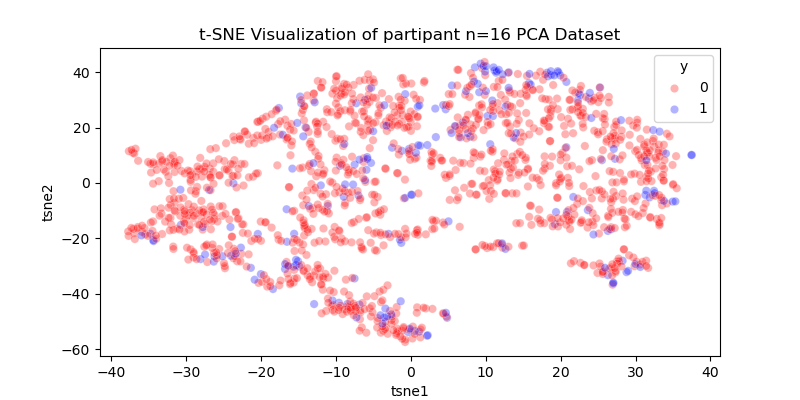 t-SNE Visualization of partipant n=16 PCA Dataset
y
0
1
40
20
0
−20
−40
−60
tsne2
−40 −30 −20 −10 0 10 20 30 40
tsne1